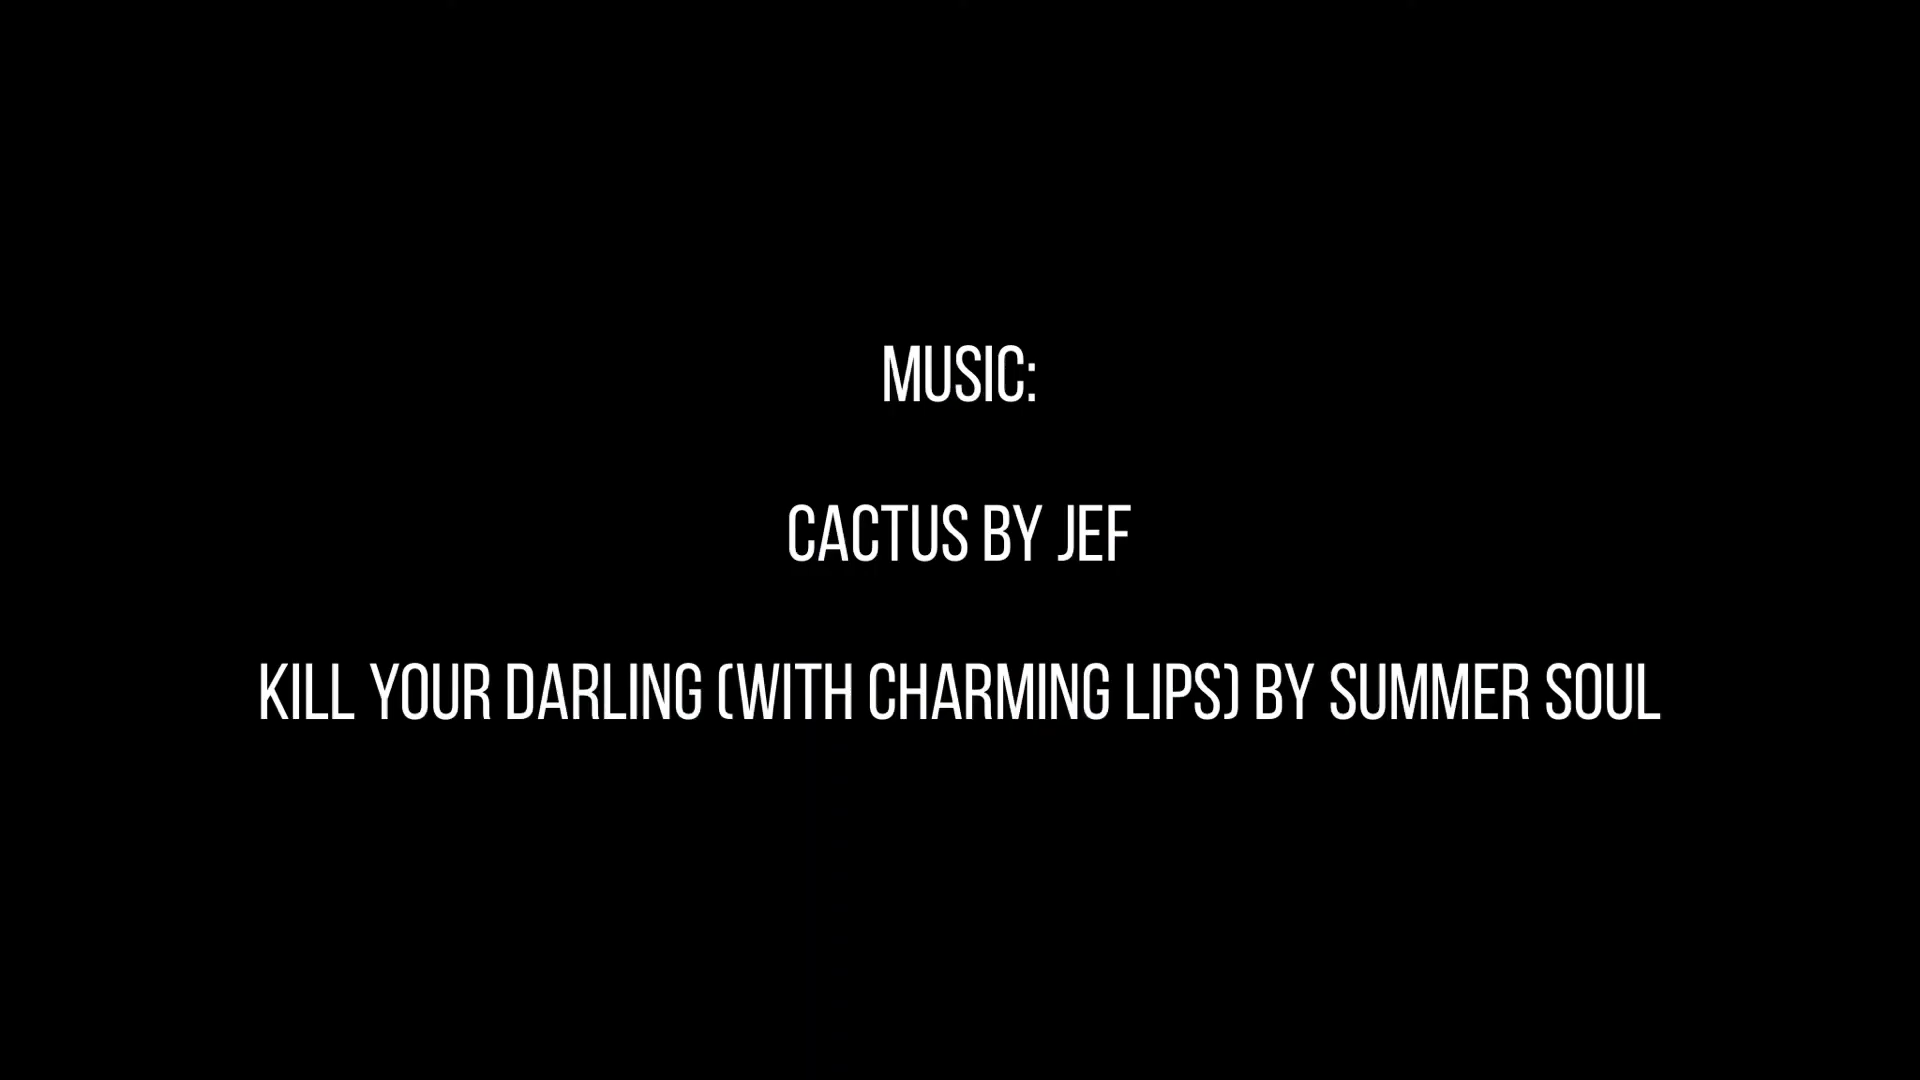 MUSIC:
CACTUS BY JEF
KILL YOUR DARLING (WITH CHARMING LIPS) BY SUMMER SOUL